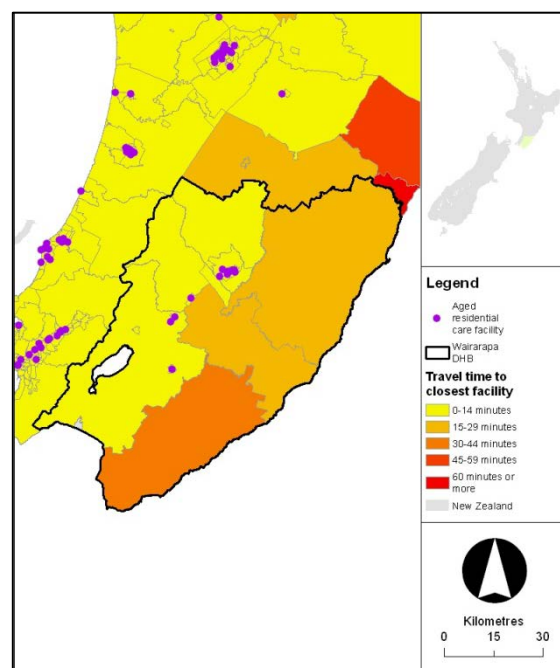 Legend
Aged
residential
care facility
Wairarapa
DHB
Travel time to
closest facility
0-14 minutes
15-29 minutes
30-44 minutes
45-59 minutes
60 minutes or
more
New Zealand
Kilometres
0 15 30